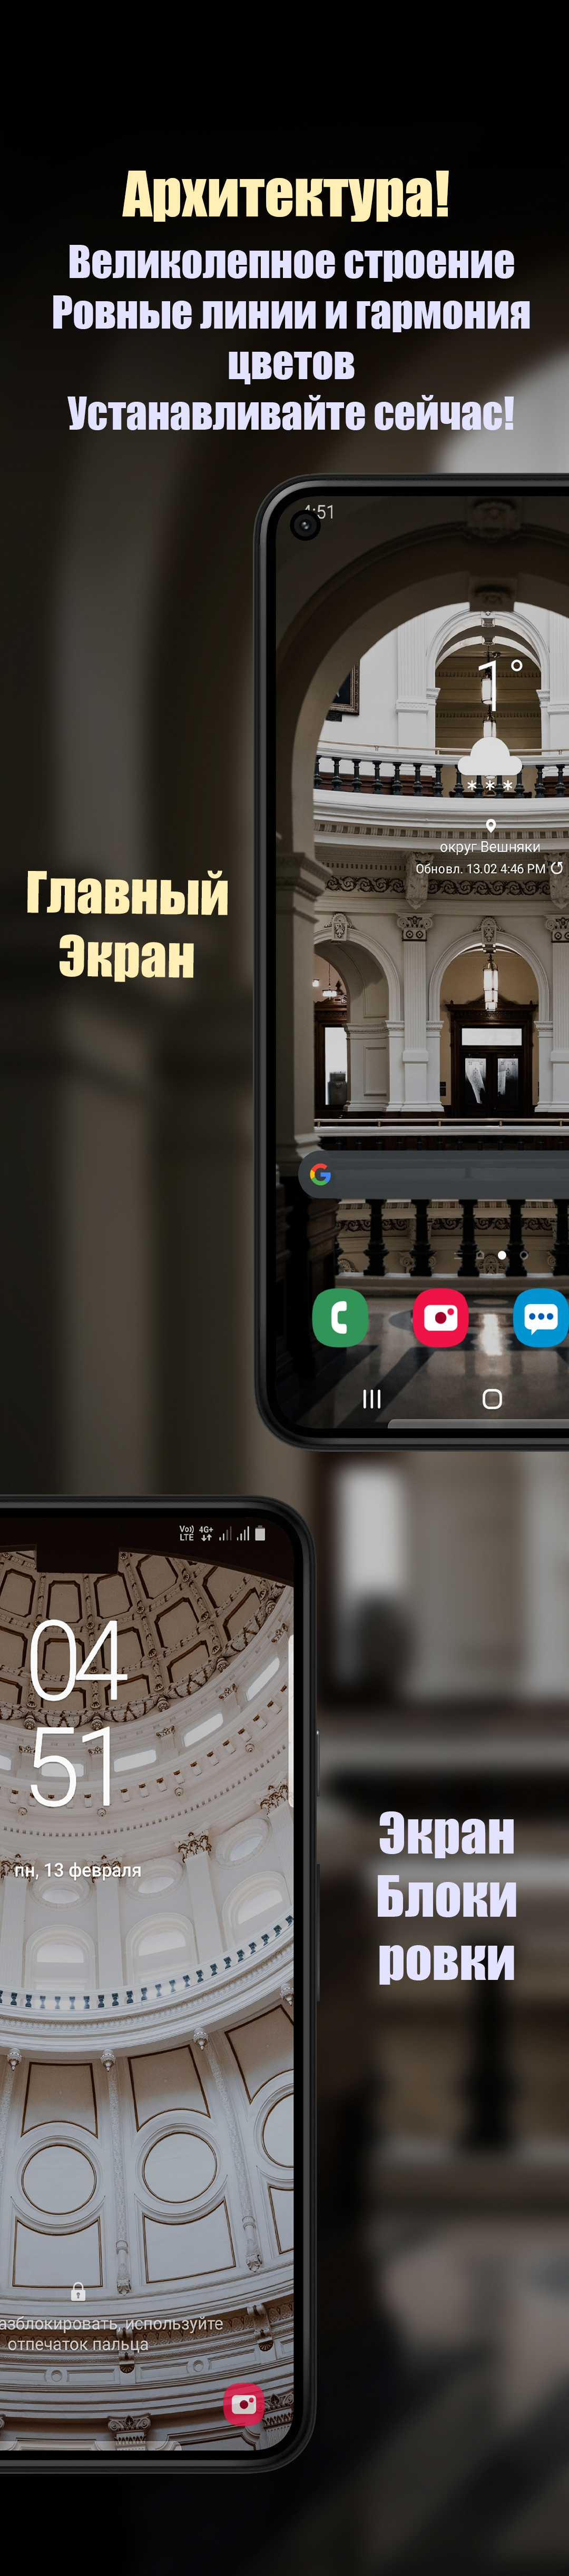 Архитектура!
Великолепное строение
Ровные линии и гармония
цветов
Устанавливайте сейчас!
4:51
1°
округ Вешняки
Обновл. 13.02 4:46 PM
Главный
Экран
G
Vo))
LTE
4G+
04
51
пн, 13 февраля
Экран
Блоки
ровки
азблокировать, используйте
отпечаток пальца